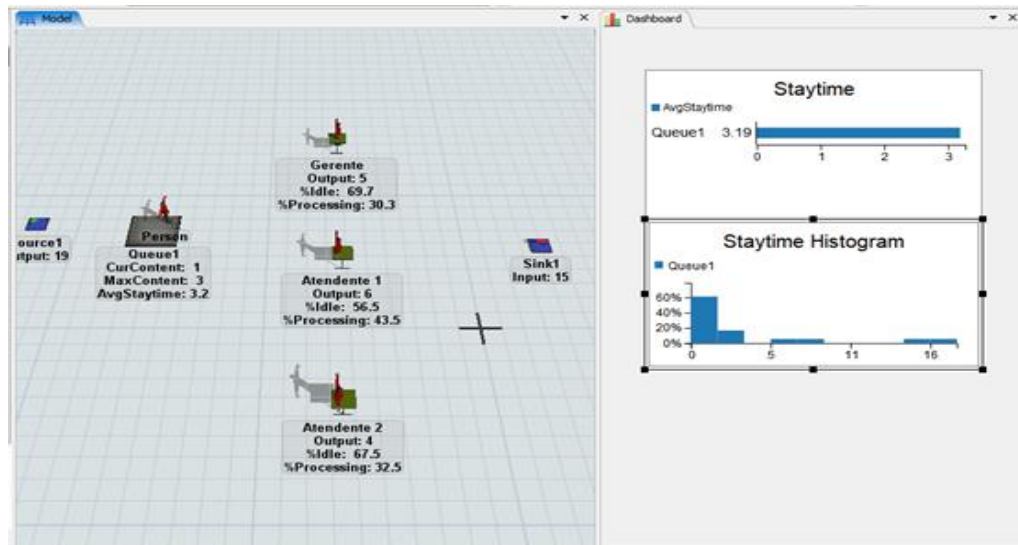 Model
Dashboard
Gerente
Output: 5
%Idle: 69.7
%Processing: 30.3
ource1
tput: 19
Person
Queue1
CurContent: 1
MaxContent: 3
AvgStaytime: 3.2
Atendente 1
Output: 6
%Idle: 56.5
%Processing: 43.5
Sink1
Input: 15
Atendente 2
Output: 4
%Idle: 67.5
%Processing: 32.5
Staytime
AvgStaytime
Queue1 3.19
0 1 2 3
Staytime Histogram
Queue1
60%
40%
20%
0%
0 5 11 16